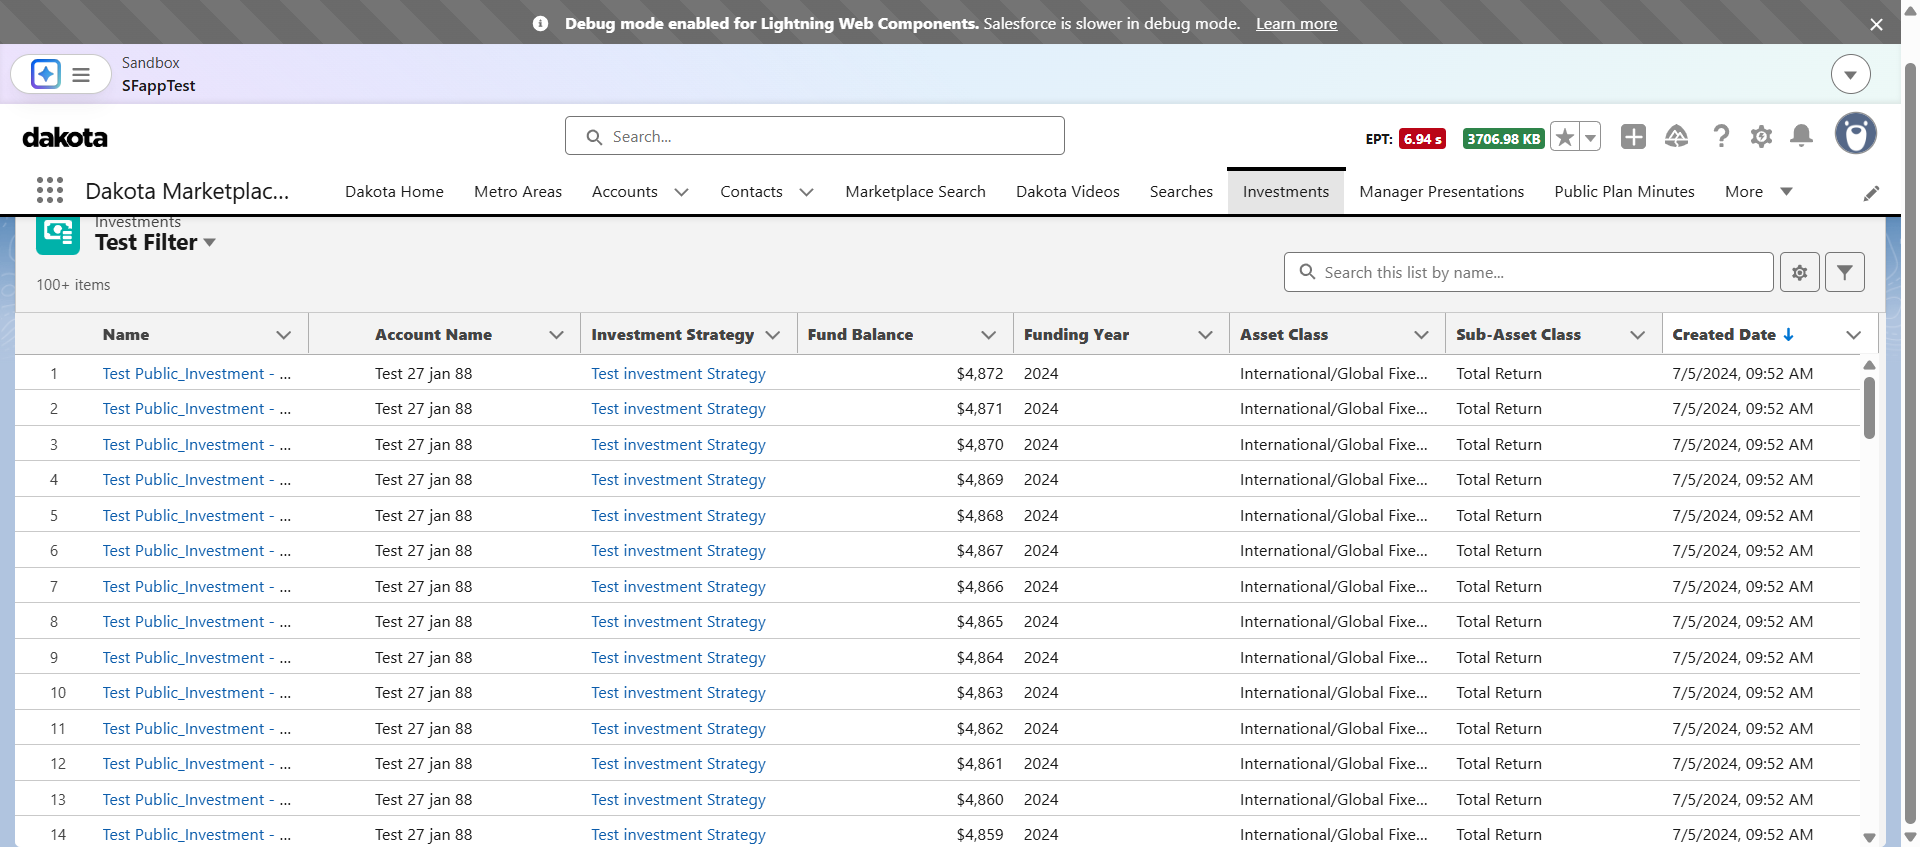 Debug mode enabled for Lightning Web Components. Salesforce is slower in debug mode. Learn more
Sandbox
SFappTest
dakota
Search...
EPT: 6.94 s 3706.98 KB
Dakota Marketplac... Dakota Home Metro Areas Accounts Contacts Marketplace Search Dakota Videos Searches Investments Manager Presentations Public Plan Minutes More
Investments
Test Filter
100+ items
Search this list by name...
Name Account Name Investment Strategy Fund Balance Funding Year Asset Class Sub-Asset Class Created Date
1 Test Public_Investment - ... Test 27 jan 88 Test investment Strategy $4,872 2024 International/Global Fixe... Total Return 7/5/2024, 09:52 AM
2 Test Public_Investment - ... Test 27 jan 88 Test investment Strategy $4,871 2024 International/Global Fixe... Total Return 7/5/2024, 09:52 AM
3 Test Public_Investment - ... Test 27 jan 88 Test investment Strategy $4,870 2024 International/Global Fixe... Total Return 7/5/2024, 09:52 AM
4 Test Public_Investment - ... Test 27 jan 88 Test investment Strategy $4,869 2024 International/Global Fixe... Total Return 7/5/2024, 09:52 AM
5 Test Public_Investment - ... Test 27 jan 88 Test investment Strategy $4,868 2024 International/Global Fixe... Total Return 7/5/2024, 09:52 AM
6 Test Public_Investment - ... Test 27 jan 88 Test investment Strategy $4,867 2024 International/Global Fixe... Total Return 7/5/2024, 09:52 AM
7 Test Public_Investment - ... Test 27 jan 88 Test investment Strategy $4,866 2024 International/Global Fixe... Total Return 7/5/2024, 09:52 AM
8 Test Public_Investment - ... Test 27 jan 88 Test investment Strategy $4,865 2024 International/Global Fixe... Total Return 7/5/2024, 09:52 AM
9 Test Public_Investment - ... Test 27 jan 88 Test investment Strategy $4,864 2024 International/Global Fixe... Total Return 7/5/2024, 09:52 AM
10 Test Public_Investment - ... Test 27 jan 88 Test investment Strategy $4,863 2024 International/Global Fixe... Total Return 7/5/2024, 09:52 AM
11 Test Public_Investment - ... Test 27 jan 88 Test investment Strategy $4,862 2024 International/Global Fixe... Total Return 7/5/2024, 09:52 AM
12 Test Public_Investment - ... Test 27 jan 88 Test investment Strategy $4,861 2024 International/Global Fixe... Total Return 7/5/2024, 09:52 AM
13 Test Public_Investment - ... Test 27 jan 88 Test investment Strategy $4,860 2024 International/Global Fixe... Total Return 7/5/2024, 09:52 AM
14 Test Public_Investment - ... Test 27 jan 88 Test investment Strategy $4,859 2024 International/Global Fixe... Total Return 7/5/2024, 09:52 AM